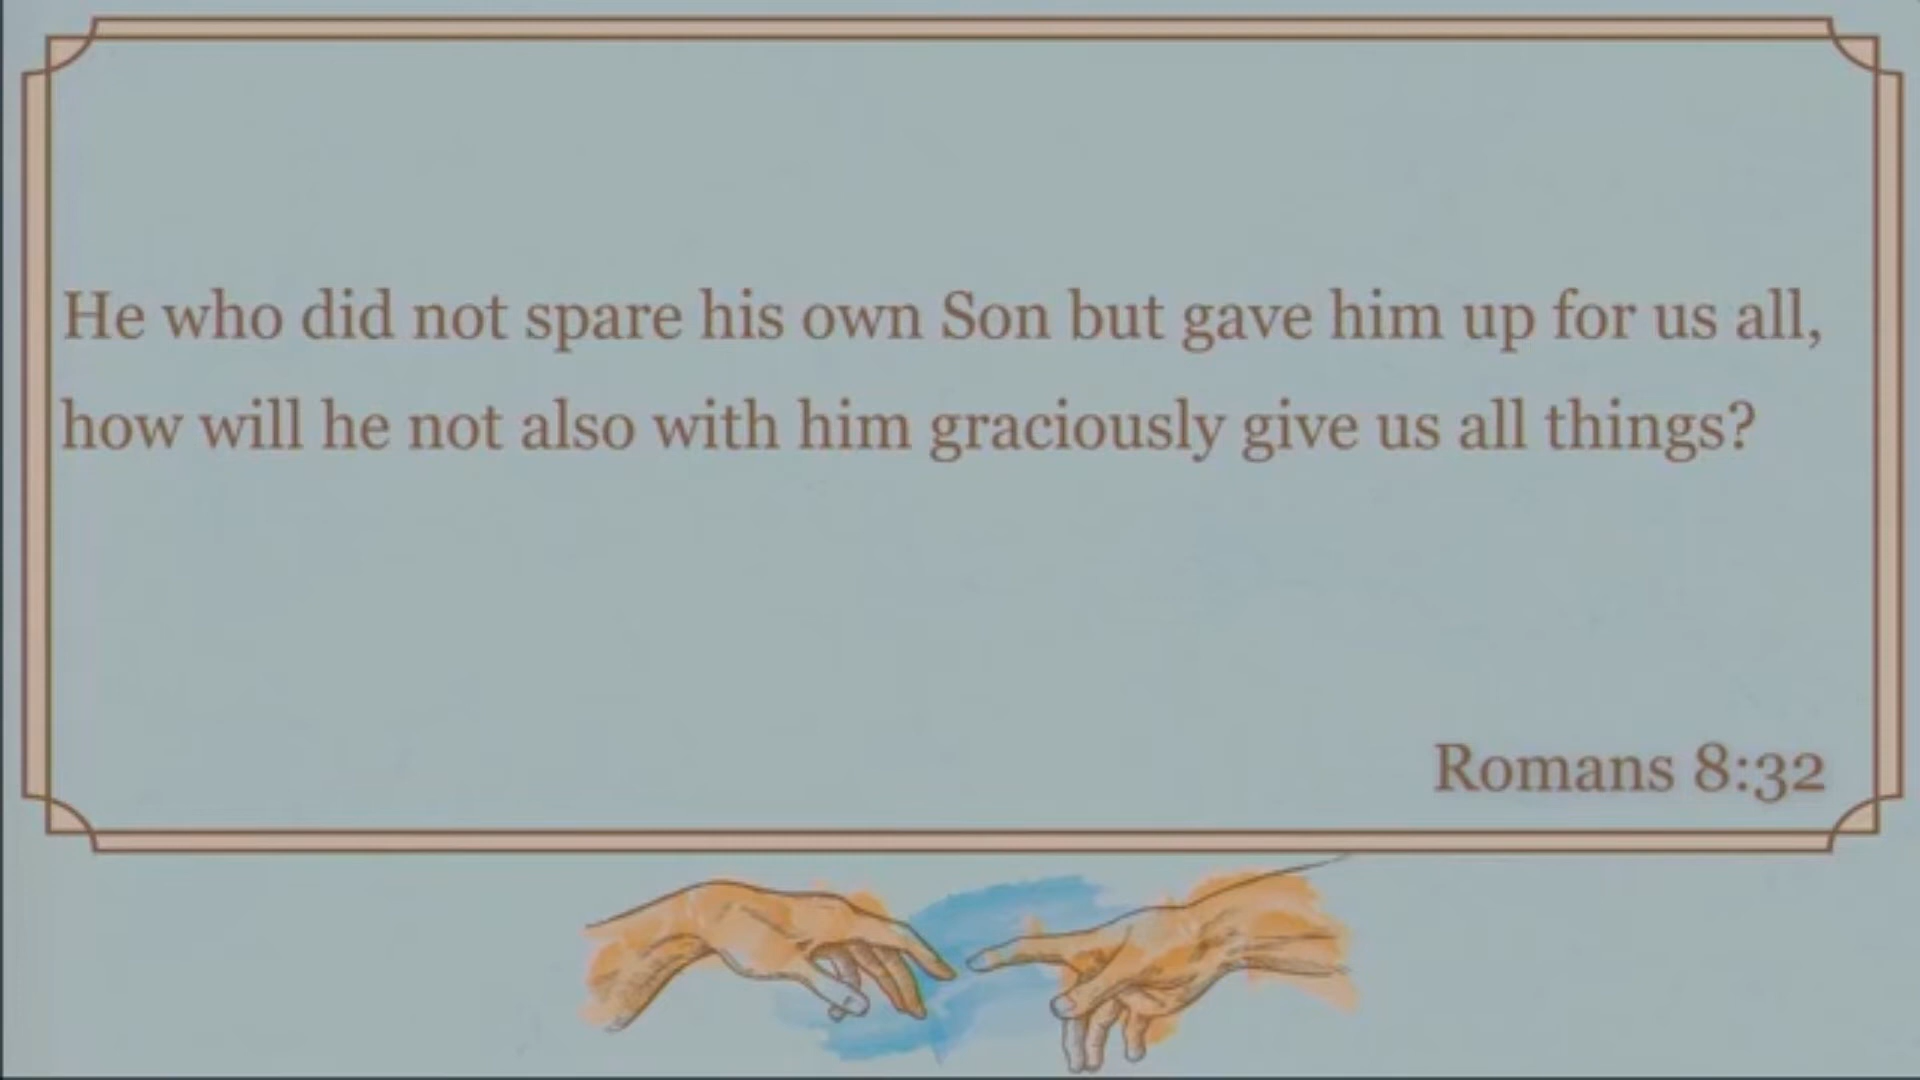 He who did not spare his own Son but gave him up for us all,
how will he not also with him graciously give us all things?
Romans 8:32